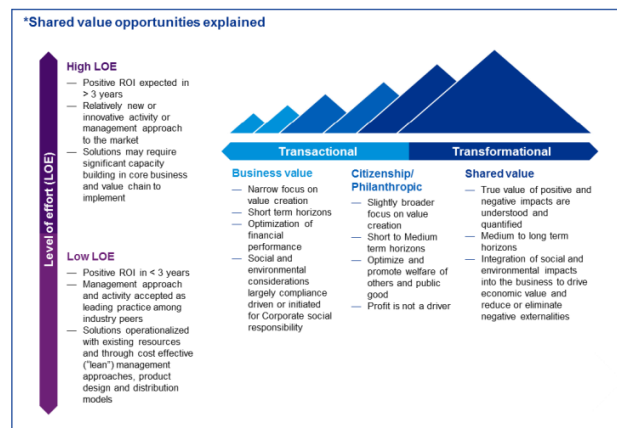 *Shared value opportunities explained
Level of effort (LOE)
High LOE
— Positive ROI expected in
> 3 years
— Relatively new or
innovative activity or
management approach
to the market
— Solutions may require
significant capacity
building in core business
and value chain to
implement
Low LOE
— Positive ROI in < 3 years
— Management approach
and activity accepted as
leading practice among
industry peers
— Solutions operationalized
with existing resources
and through cost effective
("lean") management
approaches, product
design and distribution
models
Transactional
Transformational
Business value
— Narrow focus on
value creation
— Short term horizons
— Optimization of
financial
performance
— Social and
environmental
considerations
largely compliance
driven or initiated
for Corporate social
responsibility
Citizenship/
Philanthropic
— Slightly broader
focus on value
creation
— Short to Medium
term horizons
— Optimize and
promote welfare of
others and public
good
— Profit is not a driver
Shared value
— True value of positive and
negative impacts are
understood and
quantified
— Medium to long term
horizons
— Integration of social and
environmental impacts
into the business to drive
economic value and
reduce or eliminate
negative externalities